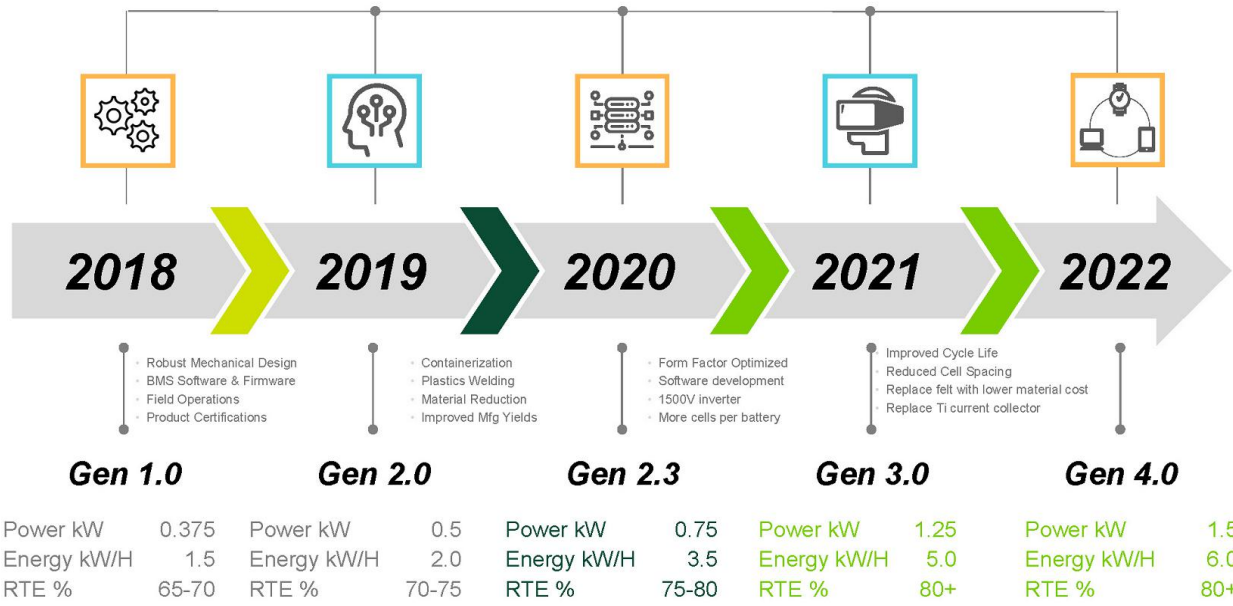 2018
2019
2020
2021
2022
Robust Mechanical Design
BMS Software & Firmware
Field Operations
Product Certifications
Containerization
Plastics Welding
Material Reduction
Improved Mfg Yields
Form Factor Optimized
Software development
1500V inverter
More cells per battery
Improved Cycle Life
Reduced Cell Spacing
Replace felt with lower material cost
Replace Ti current collector
Gen 1.0
Gen 2.0
Gen 2.3
Gen 3.0
Gen 4.0
Power kW 0.375
Energy kW/H 1.5
RTE % 65-70
Power kW 0.5
Energy kW/H 2.0
RTE % 70-75
Power kW 0.75
Energy kW/H 3.5
RTE % 75-80
Power kW 1.25
Energy kW/H 5.0
RTE % 80+
Power kW 1.5
Energy kW/H 6.0
RTE % 80+